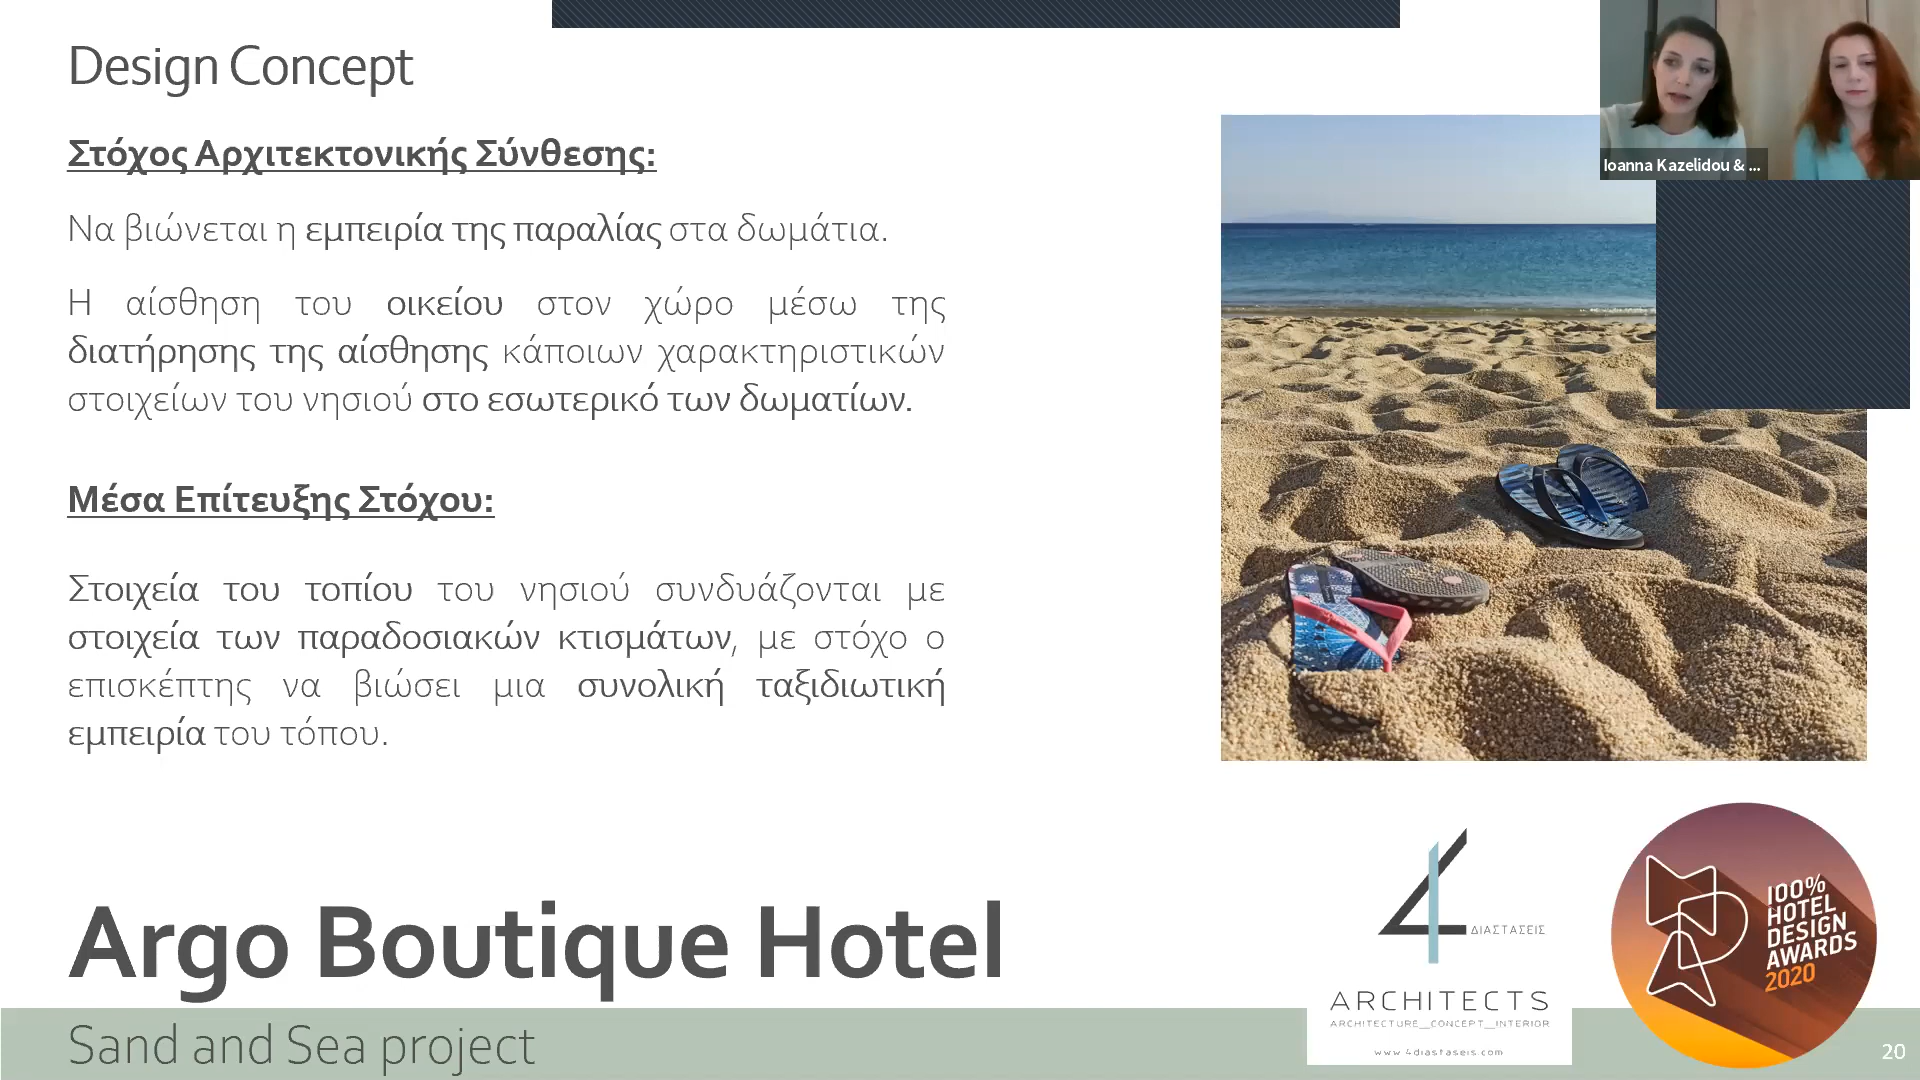 Design Concept
Στόχος Αρχιτεκτονικής Σύνθεσης:
Να βιώνεται η εμπειρία της παραλίας στα δωμάτια.
Η αίσθηση του οικείου στον χώρο μέσω της
διατήρησης της αίσθησης κάποιων χαρακτηριστικών
στοιχείων του νησιού στο εσωτερικό των δωματίων.
Μέσα Επίτευξης Στόχου:
Στοιχεία του τοπίου του νησιού συνδυάζονται με
στοιχεία των παραδοσιακών κτισμάτων, με στόχο ο
επισκέπτης να βιώσει μια συνολική ταξιδιωτική
εμπειρία του τόπου.
Argo Boutique Hotel
Sand and Sea project
Ioanna Kazelidou & ...
4
ΔΙΑΣΤΑΣΕΙΣ
ARCHITECTS
ARCHITECTURE_CONCEPT_INTERIOR
www.4diastaseis.com
100%
HOTEL
DESIGN
AWARDS
2020
20